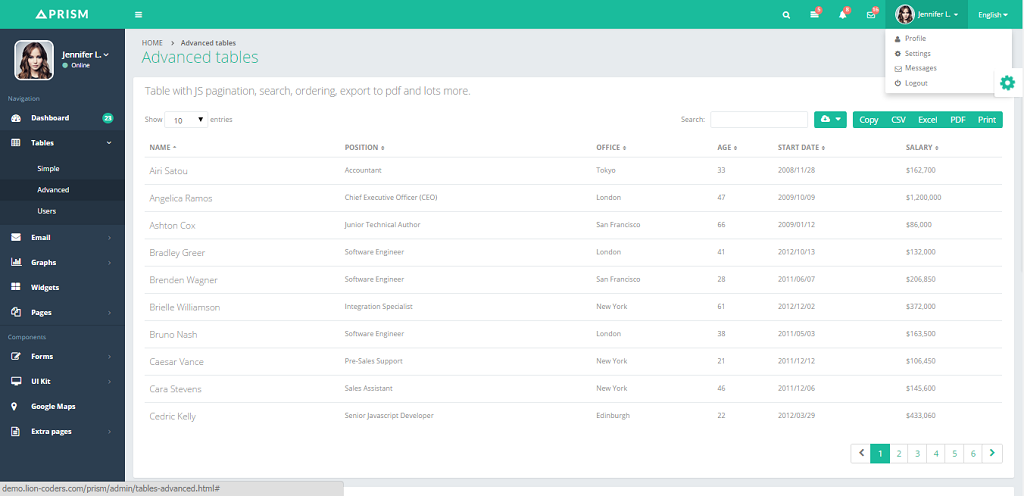 PRISM
5 8 16 Jennifer L. English
Jennifer L.
Online
Navigation
Dashboard 23
Tables
Simple
Advanced
Users
Email
Graphs
Widgets
Pages
Components
Forms
UI Kit
Google Maps
Extra pages
Profile
Settings
Messages
Logout
HOME > Advanced tables
Advanced tables
Table with JS pagination, search, ordering, export to pdf and lots more.
Show 10 entries Search: Copy CSV Excel PDF Print
NAME POSITION OFFICE AGE START DATE SALARY
Airi Satou Accountant Tokyo 33 2008/11/28 $162,700
Angelica Ramos Chief Executive Officer (CEO) London 47 2009/10/09 $1,200,000
Ashton Cox Junior Technical Author San Francisco 66 2009/01/12 $86,000
Bradley Greer Software Engineer London 41 2012/10/13 $132,000
Brenden Wagner Software Engineer San Francisco 28 2011/06/07 $206,850
Brielle Williamson Integration Specialist New York 61 2012/12/02 $372,000
Bruno Nash Software Engineer London 38 2011/05/03 $163,500
Caesar Vance Pre-Sales Support New York 21 2011/12/12 $106,450
Cara Stevens Sales Assistant New York 46 2011/12/06 $145,600
Cedric Kelly Senior Javascript Developer Edinburgh 22 2012/03/29 $433,060
1 2 3 4 5 6
demo.lion-coders.com/prism/admin/tables-advanced.html#